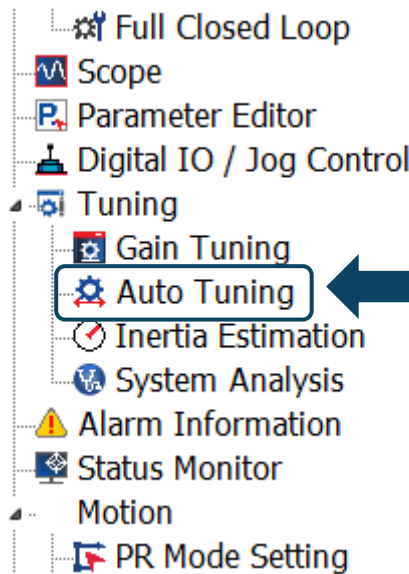 Full Closed Loop
Scope
Parameter Editor
Digital IO / Jog Control
Tuning
Gain Tuning
Auto Tuning
Inertia Estimation
System Analysis
Alarm Information
Status Monitor
Motion
PR Mode Setting